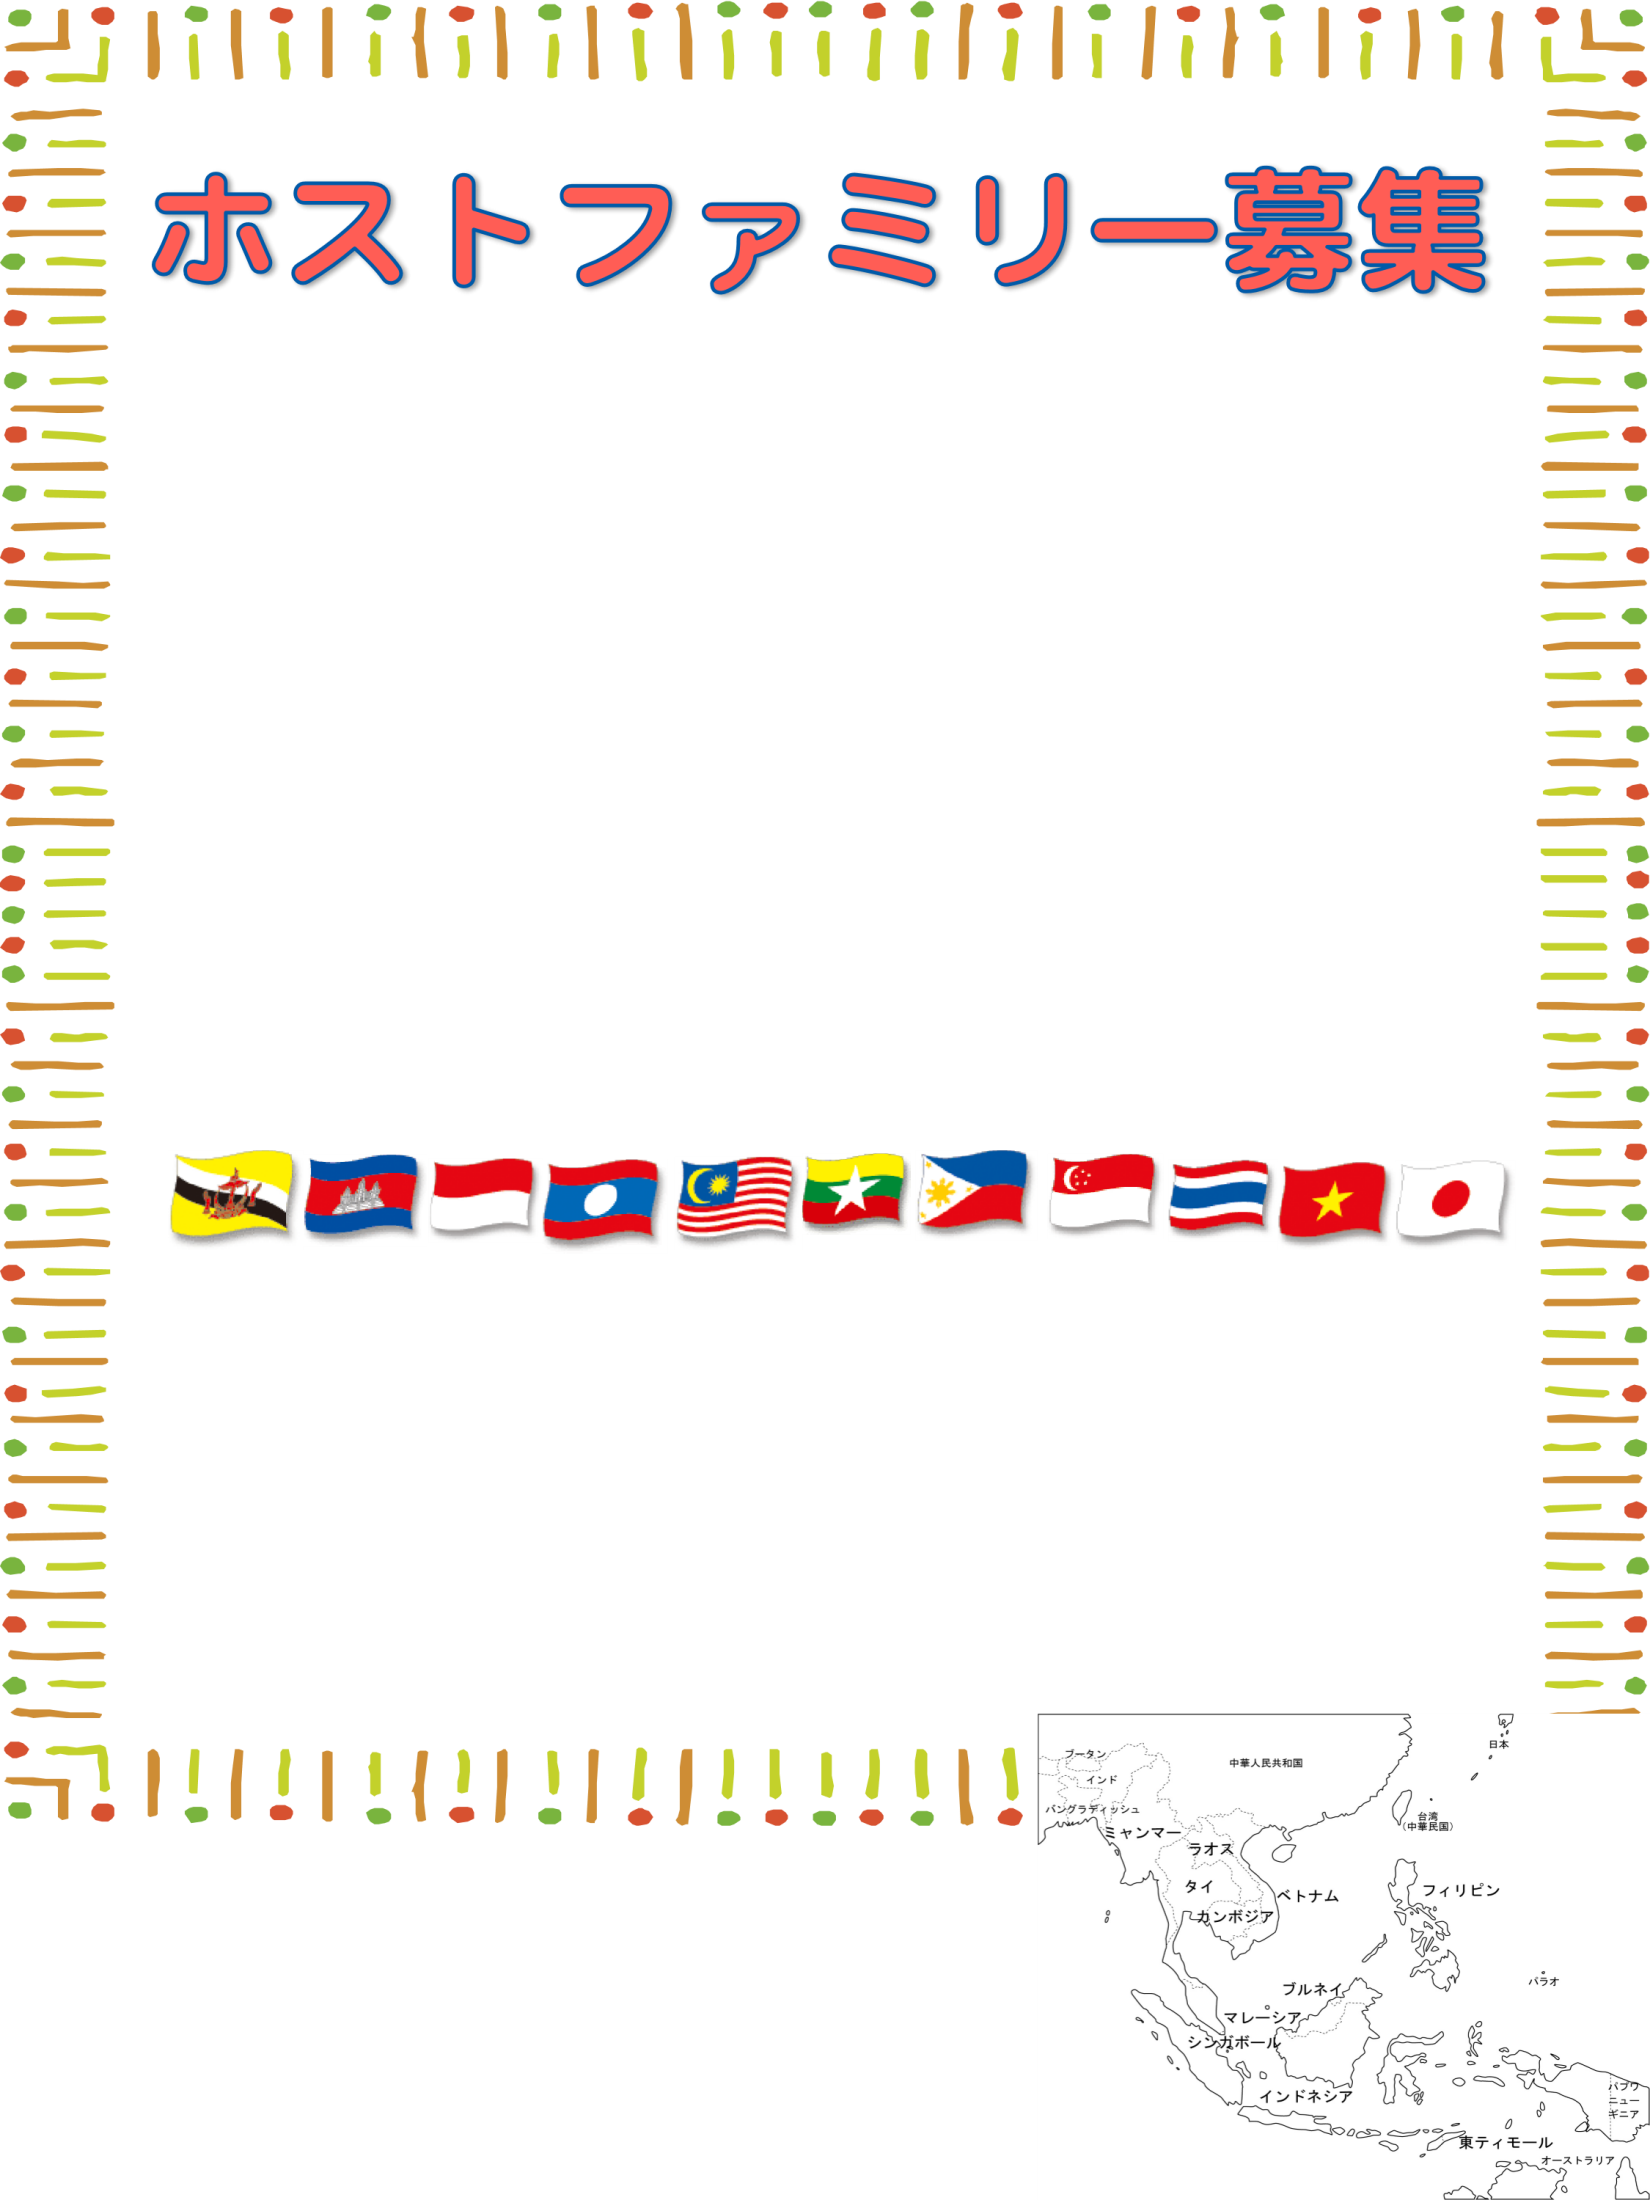 ホストファミリー募集
日本
ブータン
中華人民共和国
インド
バングラディッシュ
台湾
(中華民国)
ミャンマー
ラオス
タイ
ベトナム
フィリピン
カンボジア
パラオ
ブルネイ
マレーシア
シンガポール
インドネシア
パプワ
ニュー
ギニア
東ティモール
オーストラリア